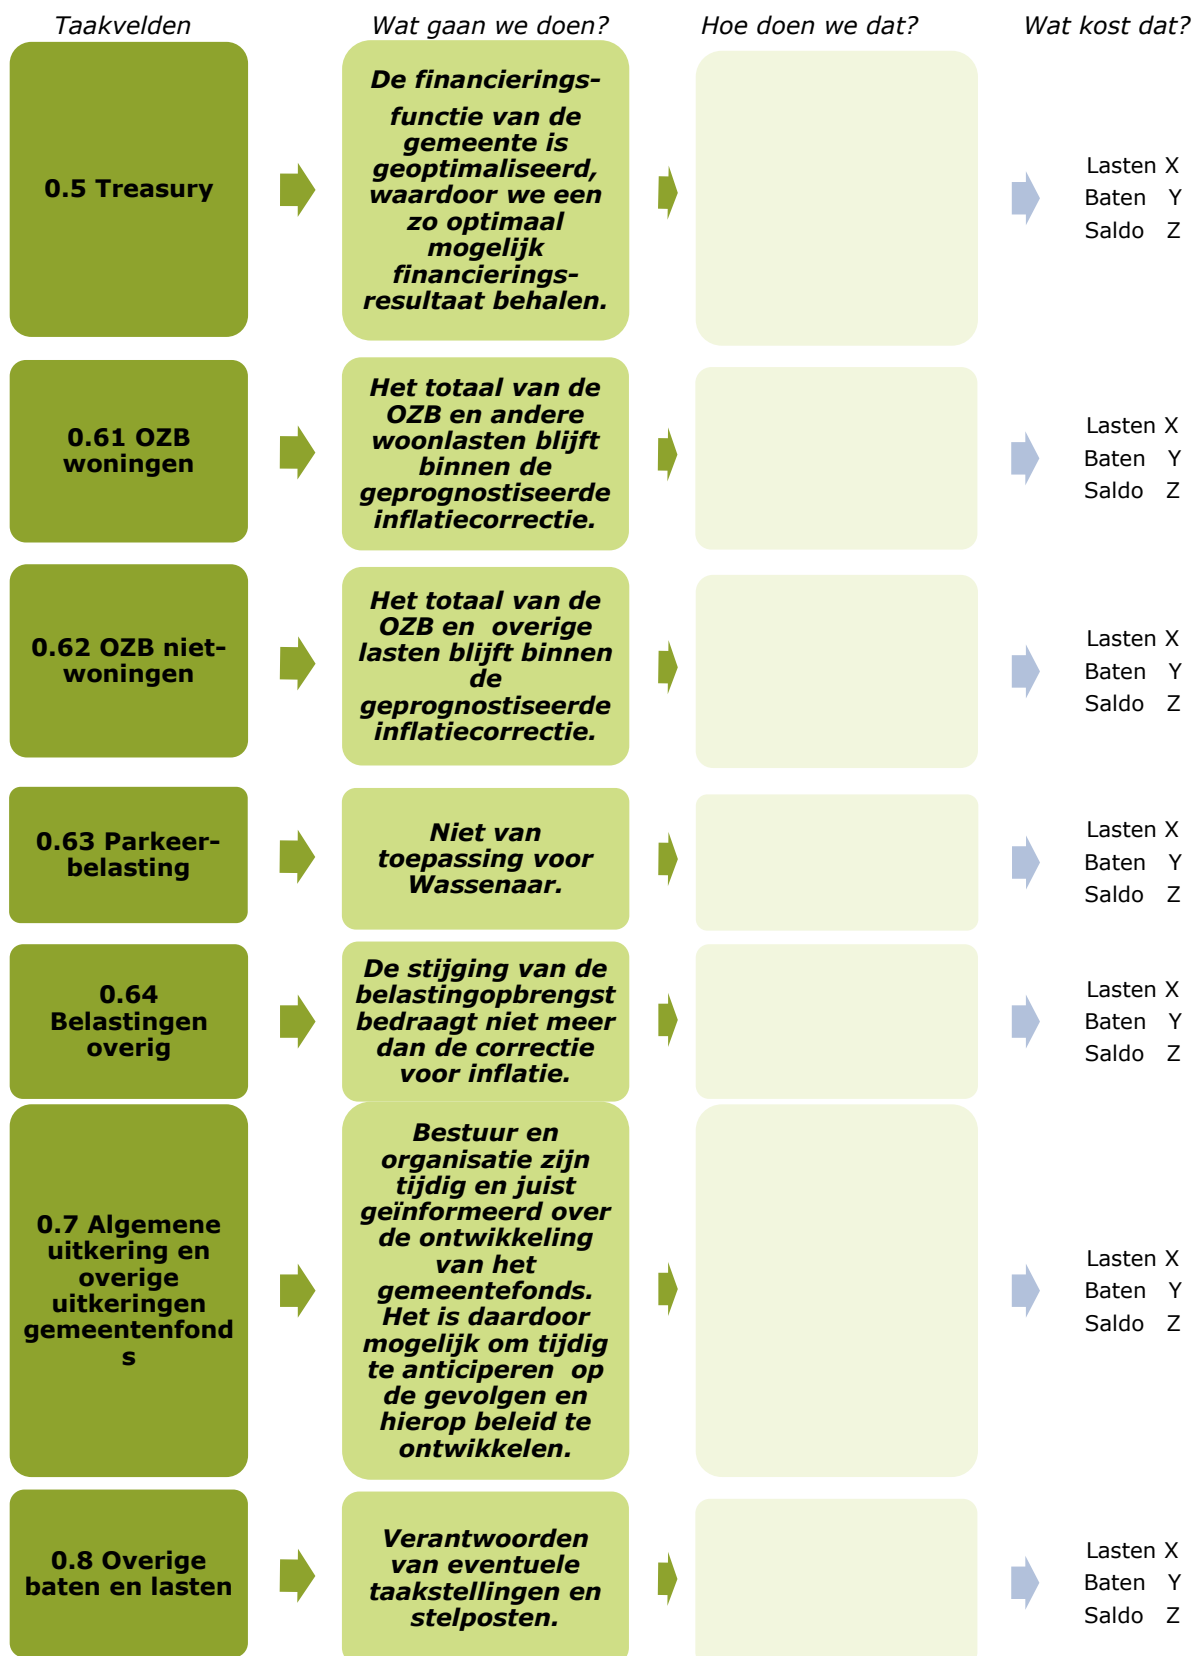 Taakvelden
Wat gaan we doen?
Hoe doen we dat?
Wat kost dat?
0.5 Treasury
De financierings-
functie van de
gemeente is
geoptimaliseerd,
waardoor we een
zo optimaal
mogelijk
financierings-
resultaat behalen.
Lasten X
Baten Y
Saldo Z
0.61 OZB
woningen
Het totaal van de
OZB en andere
woonlasten blijft
binnen de
geprognostiseerde
inflatiecorrectie.
Lasten X
Baten Y
Saldo Z
0.62 OZB niet-
woningen
Het totaal van de
OZB en overige
lasten blijft binnen
de
geprognostiseerde
inflatiecorrectie.
Lasten X
Baten Y
Saldo Z
0.63 Parkeer-
belasting
Niet van
toepassing voor
Wassenaar.
Lasten X
Baten Y
Saldo Z
0.64
Belastingen
overig
De stijging van de
belastingopbrengst
bedraagt niet meer
dan de correctie
voor inflatie.
Lasten X
Baten Y
Saldo Z
0.7 Algemene
uitkering en
overige
uitkeringen
gemeentenfond
s
Bestuur en
organisatie zijn
tijdig en juist
geïnformeerd over
de ontwikkeling
van het
gemeentefonds.
Het is daardoor
mogelijk om tijdig
te anticiperen op
de gevolgen en
hierop beleid te
ontwikkelen.
Lasten X
Baten Y
Saldo Z
0.8 Overige
baten en lasten
Verantwoorden
van eventuele
taakstellingen en
stelposten.
Lasten X
Baten Y
Saldo Z